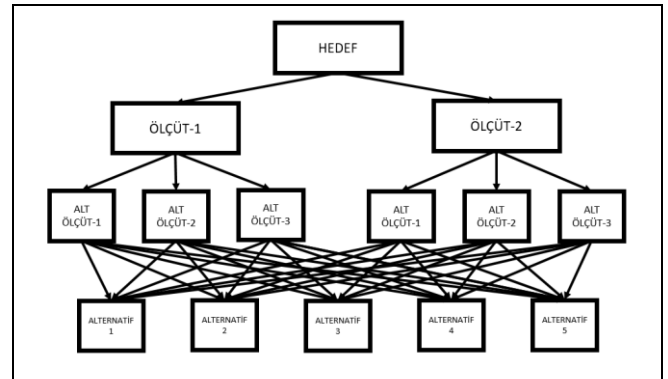 HEDEF
ÖLÇÜT-1
ÖLÇÜT-2
ALT
ÖLÇÜT-1
ALT
ÖLÇÜT-2
ALT
ÖLÇÜT-3
ALT
ÖLÇÜT-1
ALT
ÖLÇÜT-2
ALT
ÖLÇÜT-3
ALTERNATİF
1
ALTERNATİF
2
ALTERNATİF
3
ALTERNATİF
4
ALTERNATİF
5